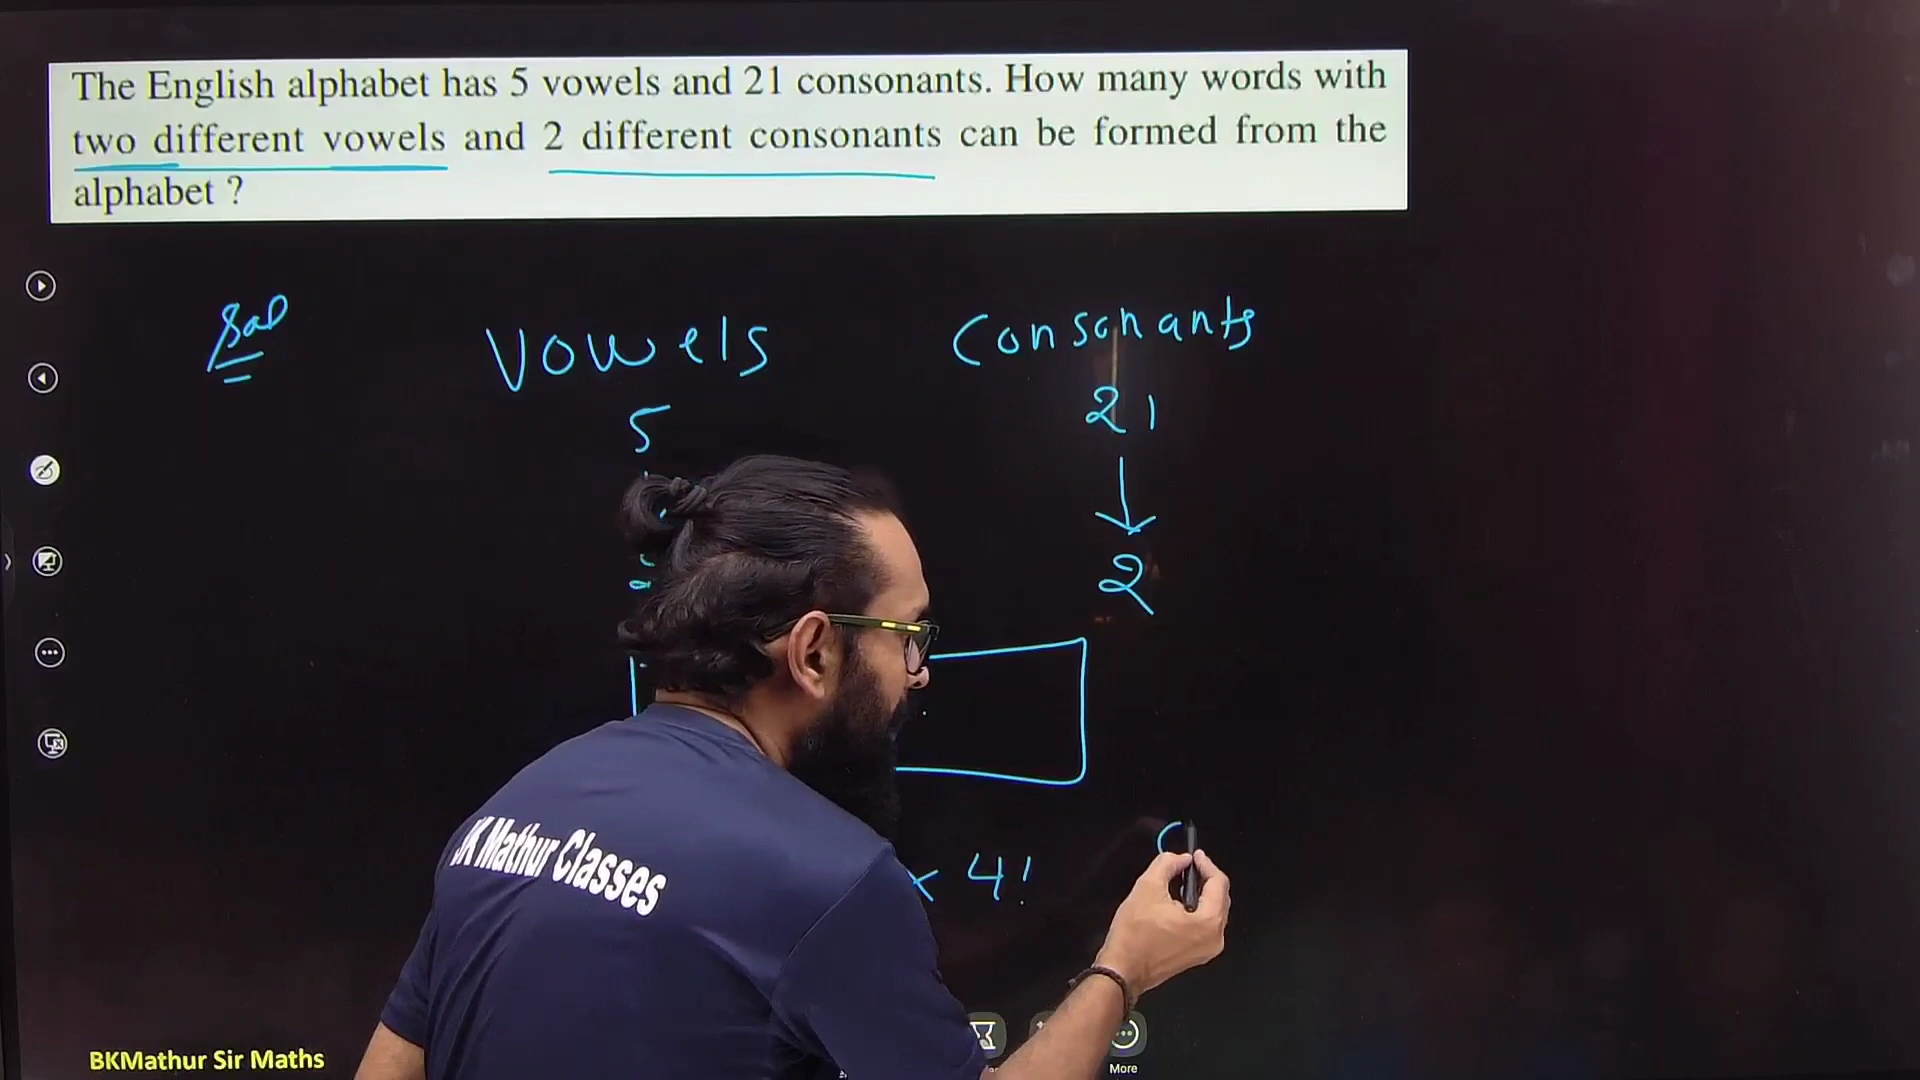 The English alphabet has 5 vowels and 21 consonants. How many words with
two different vowels and 2 different consonants can be formed from the
alphabet ?
Sol
Vowels
Consonants
5
21
2
× 4!
K Mathur Classes
BKMathur Sir Maths
More